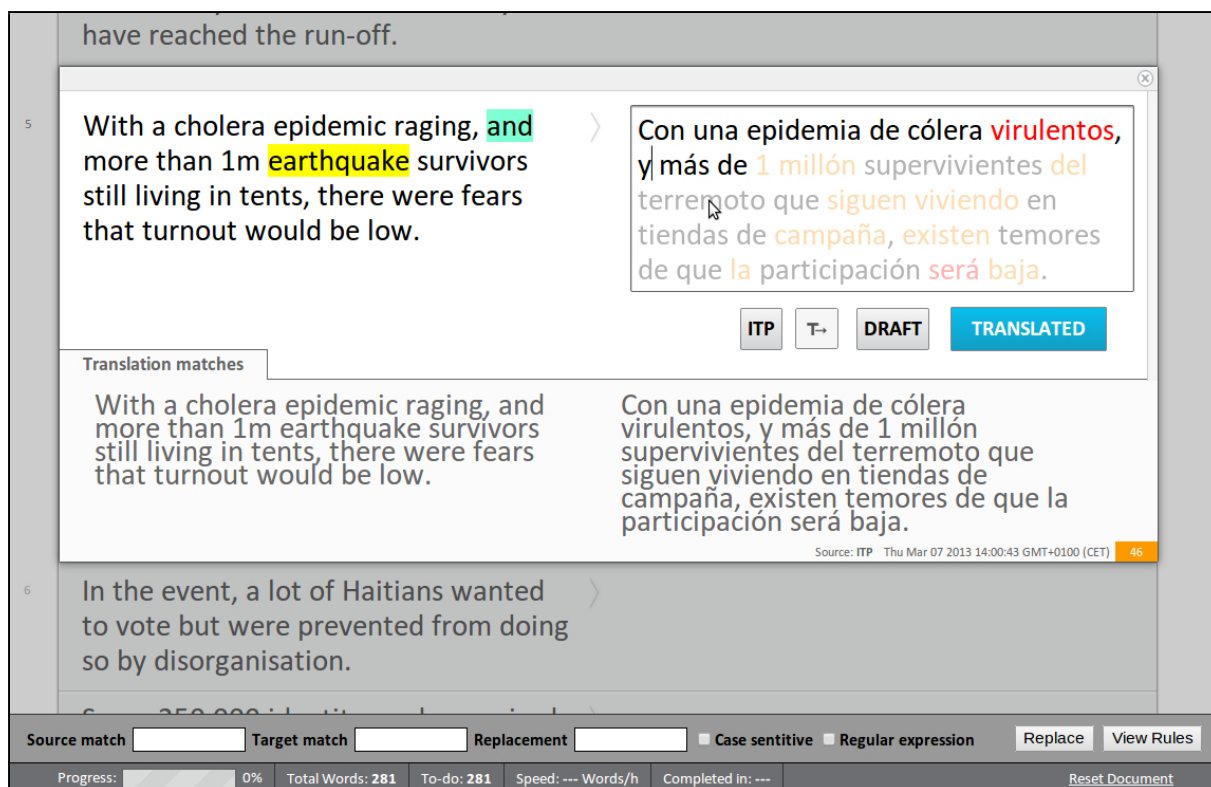 have reached the run-off.
5
With a cholera epidemic raging, and
more than 1m earthquake survivors
still living in tents, there were fears
that turnout would be low.
Con una epidemia de cólera virulentos,
y más de 1 millón supervivientes del
terremoto que siguen viviendo en
tiendas de campaña, existen temores
de que la participación será baja.
ITP T→ DRAFT TRANSLATED
Translation matches
With a cholera epidemic raging, and
more than 1m earthquake survivors
still living in tents, there were fears
that turnout would be low.
Con una epidemia de cólera
virulentos, y más de 1 millón
supervivientes del terremoto que
siguen viviendo en tiendas de
campaña, existen temores de que la
participación será baja.
Source: ITP Thu Mar 07 2013 14:00:43 GMT+0100 (CET) 46
6
In the event, a lot of Haitians wanted
to vote but were prevented from doing
so by disorganisation.
Source match Target match Replacement Case sentitive Regular expression Replace View Rules
Progress: 0% Total Words: 281 To-do: 281 Speed: --- Words/h Completed in: --- Reset Document